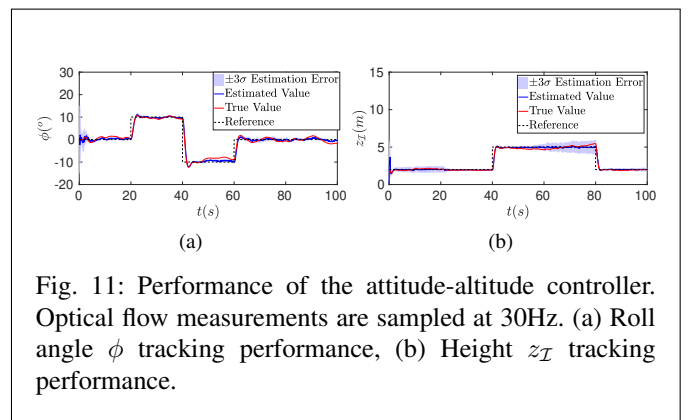 30
20
10
0
-10
-20
ϕ(°)
0 20 40 60 80 100
t(s)
±3σ Estimation Error
Estimated Value
True Value
Reference
(a)
15
10
5
0
z_I(m)
0 20 40 60 80 100
t(s)
±3σ Estimation Error
Estimated Value
True Value
Reference
(b)
Fig. 11: Performance of the attitude-altitude controller.
Optical flow measurements are sampled at 30Hz. (a) Roll
angle ϕ tracking performance, (b) Height z_I tracking
performance.